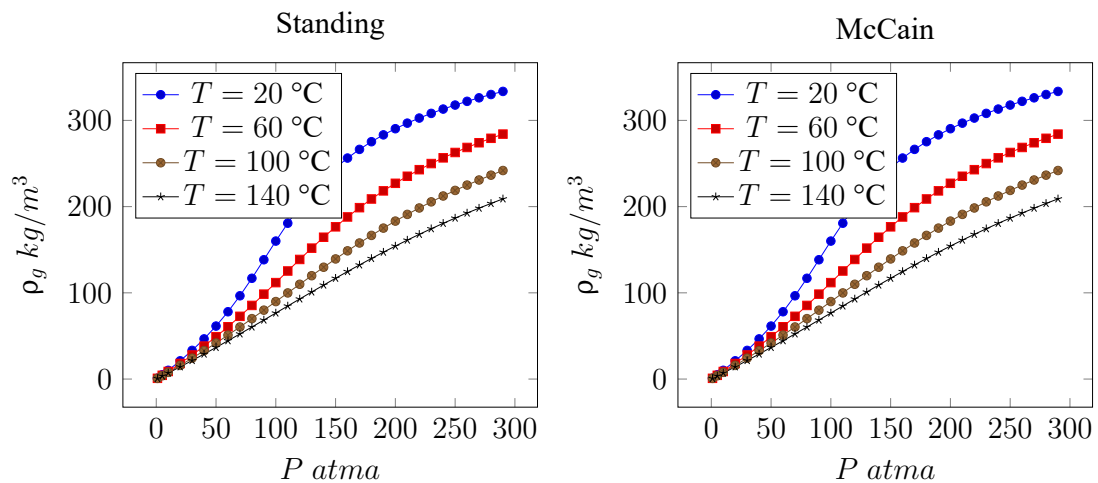 Standing
T = 20 °C
T = 60 °C
T = 100 °C
T = 140 °C
300
200
100
0
0 50 100 150 200 250 300
ρg kg/m³
P atma
McCain
T = 20 °C
T = 60 °C
T = 100 °C
T = 140 °C
300
200
100
0
0 50 100 150 200 250 300
ρg kg/m³
P atma